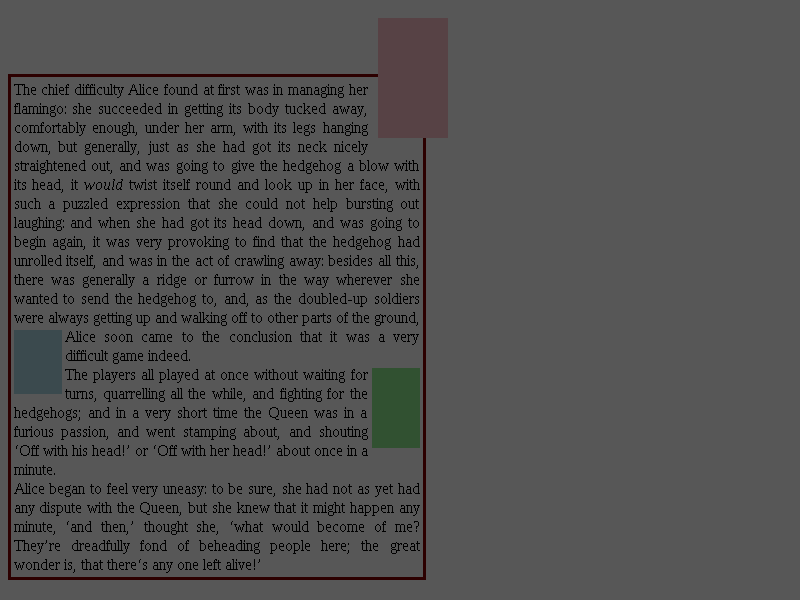 The chief difficulty Alice found at first was in managing her
flamingo: she succeeded in getting its body tucked away,
comfortably enough, under her arm, with its legs hanging
down, but generally, just as she had got its neck nicely
straightened out, and was going to give the hedgehog a blow with
its head, it would twist itself round and look up in her face, with
such a puzzled expression that she could not help bursting out
laughing: and when she had got its head down, and was going to
begin again, it was very provoking to find that the hedgehog had
unrolled itself, and was in the act of crawling away: besides all this,
there was generally a ridge or furrow in the way wherever she
wanted to send the hedgehog to, and, as the doubled-up soldiers
were always getting up and walking off to other parts of the ground,
Alice soon came to the conclusion that it was a very
difficult game indeed.
The players all played at once without waiting for
turns, quarrelling all the while, and fighting for the
hedgehogs; and in a very short time the Queen was in a
furious passion, and went stamping about, and shouting
‘Off with his head!’ or ‘Off with her head!’ about once in a
minute.
Alice began to feel very uneasy: to be sure, she had not as yet had
any dispute with the Queen, but she knew that it might happen any
minute, ‘and then,’ thought she, ‘what would become of me?
They’re dreadfully fond of beheading people here; the great
wonder is, that there‘s any one left alive!’